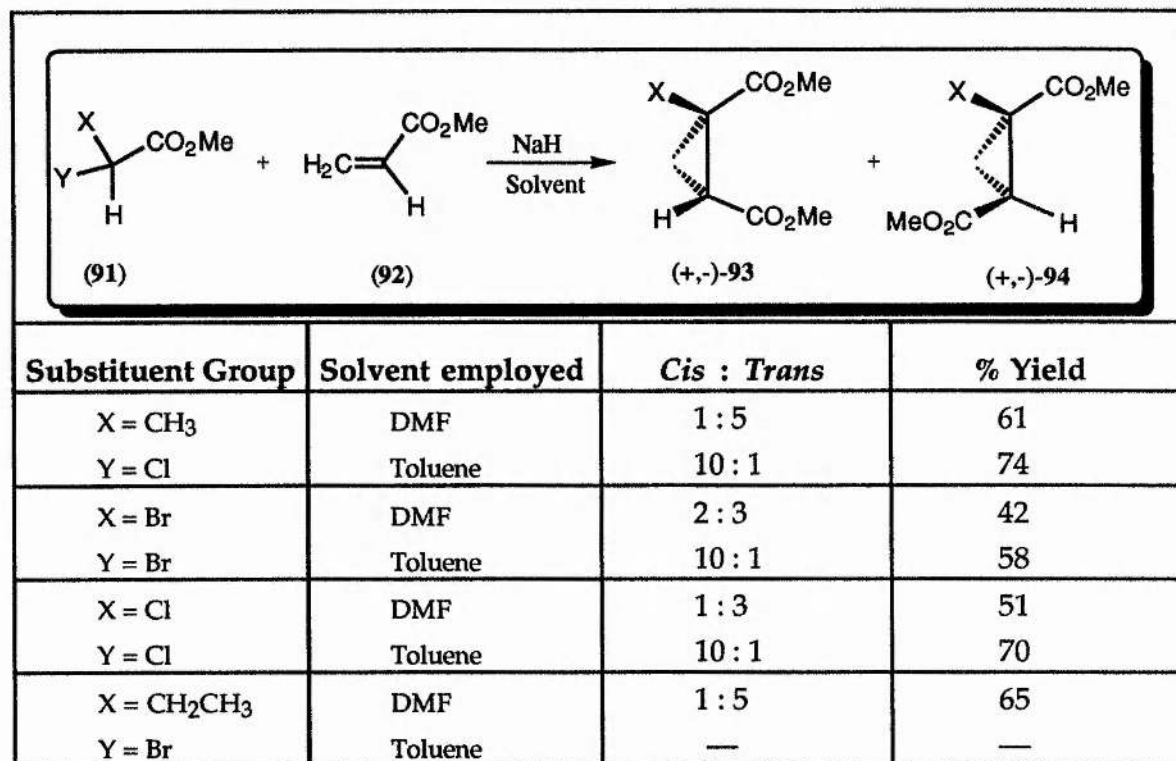 X CO2Me
Y
H
(91)
+
CO2Me
H2C
H
(92)
NaH
Solvent
X CO2Me
H CO2Me
(+,-)-93
+
X CO2Me
MeO2C H
(+,-)-94
Substituent Group Solvent employed Cis : Trans % Yield
X = CH3 DMF 1 : 5 61
Y = Cl Toluene 10 : 1 74
X = Br DMF 2 : 3 42
Y = Br Toluene 10 : 1 58
X = Cl DMF 1 : 3 51
Y = Cl Toluene 10 : 1 70
X = CH2CH3 DMF 1 : 5 65
Y = Br Toluene — —